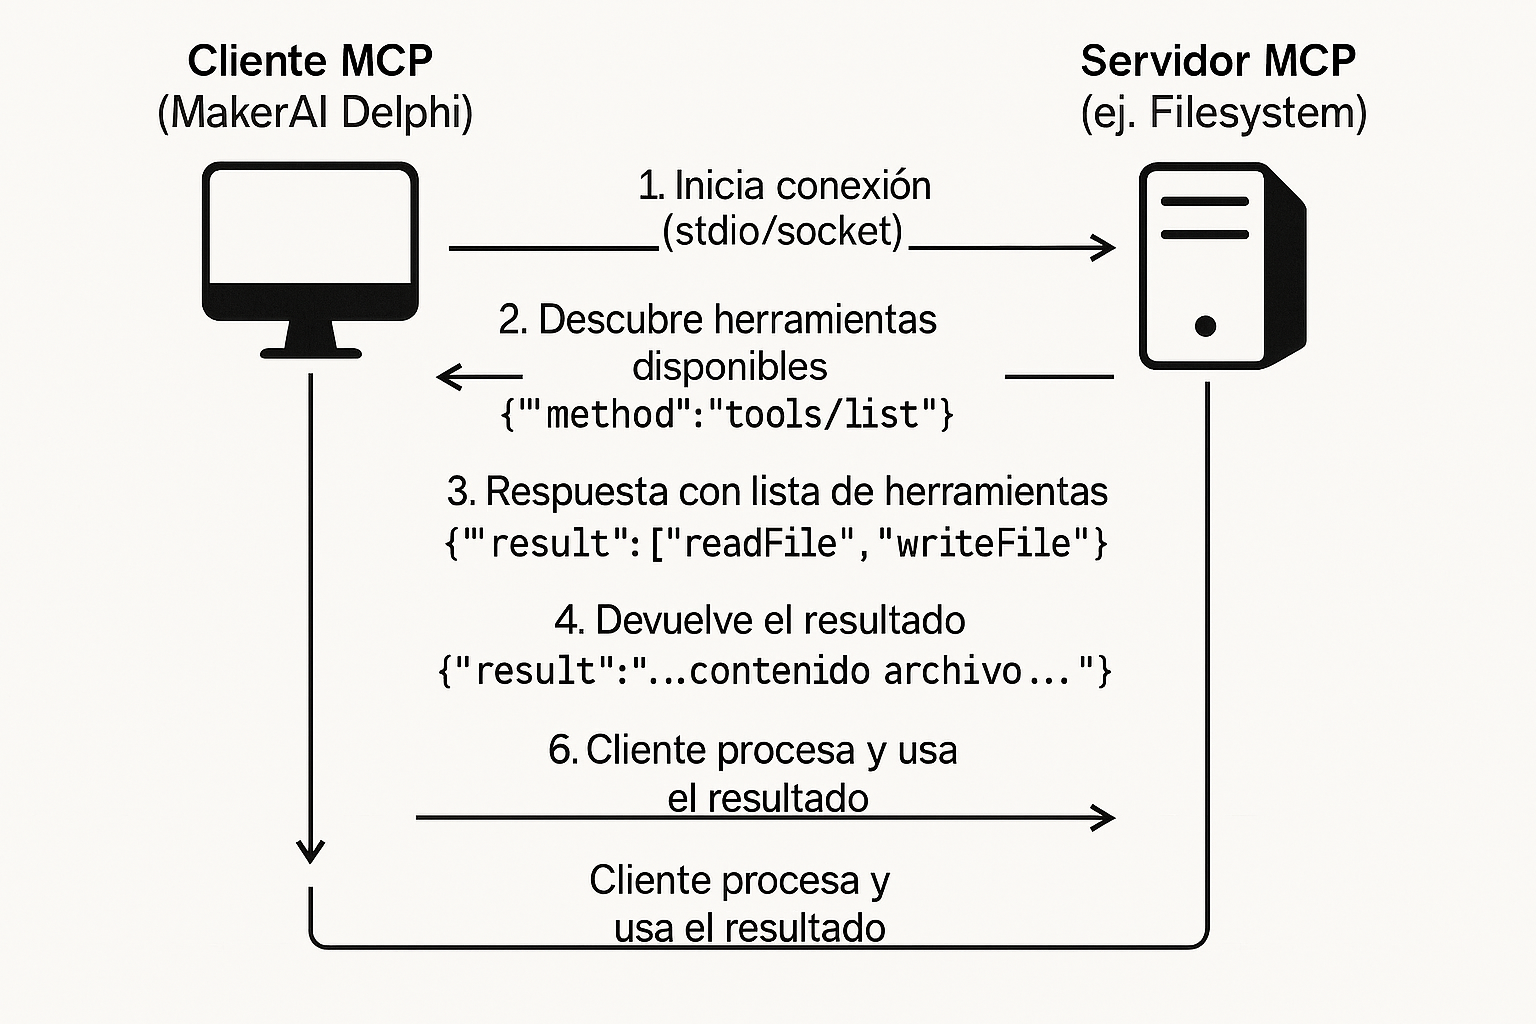 Cliente MCP
(MakerAI Delphi)
Servidor MCP
(ej. Filesystem)
1. Inicia conexión
(stdio/socket)
2. Descubre herramientas
disponibles
{"'method":"tools/list"}
3. Respuesta con lista de herramientas
{"'result":["readFile","writeFile"}
4. Devuelve el resultado
{"result":"...contenido archivo..."}
6. Cliente procesa y usa
el resultado
Cliente procesa y
usa el resultado